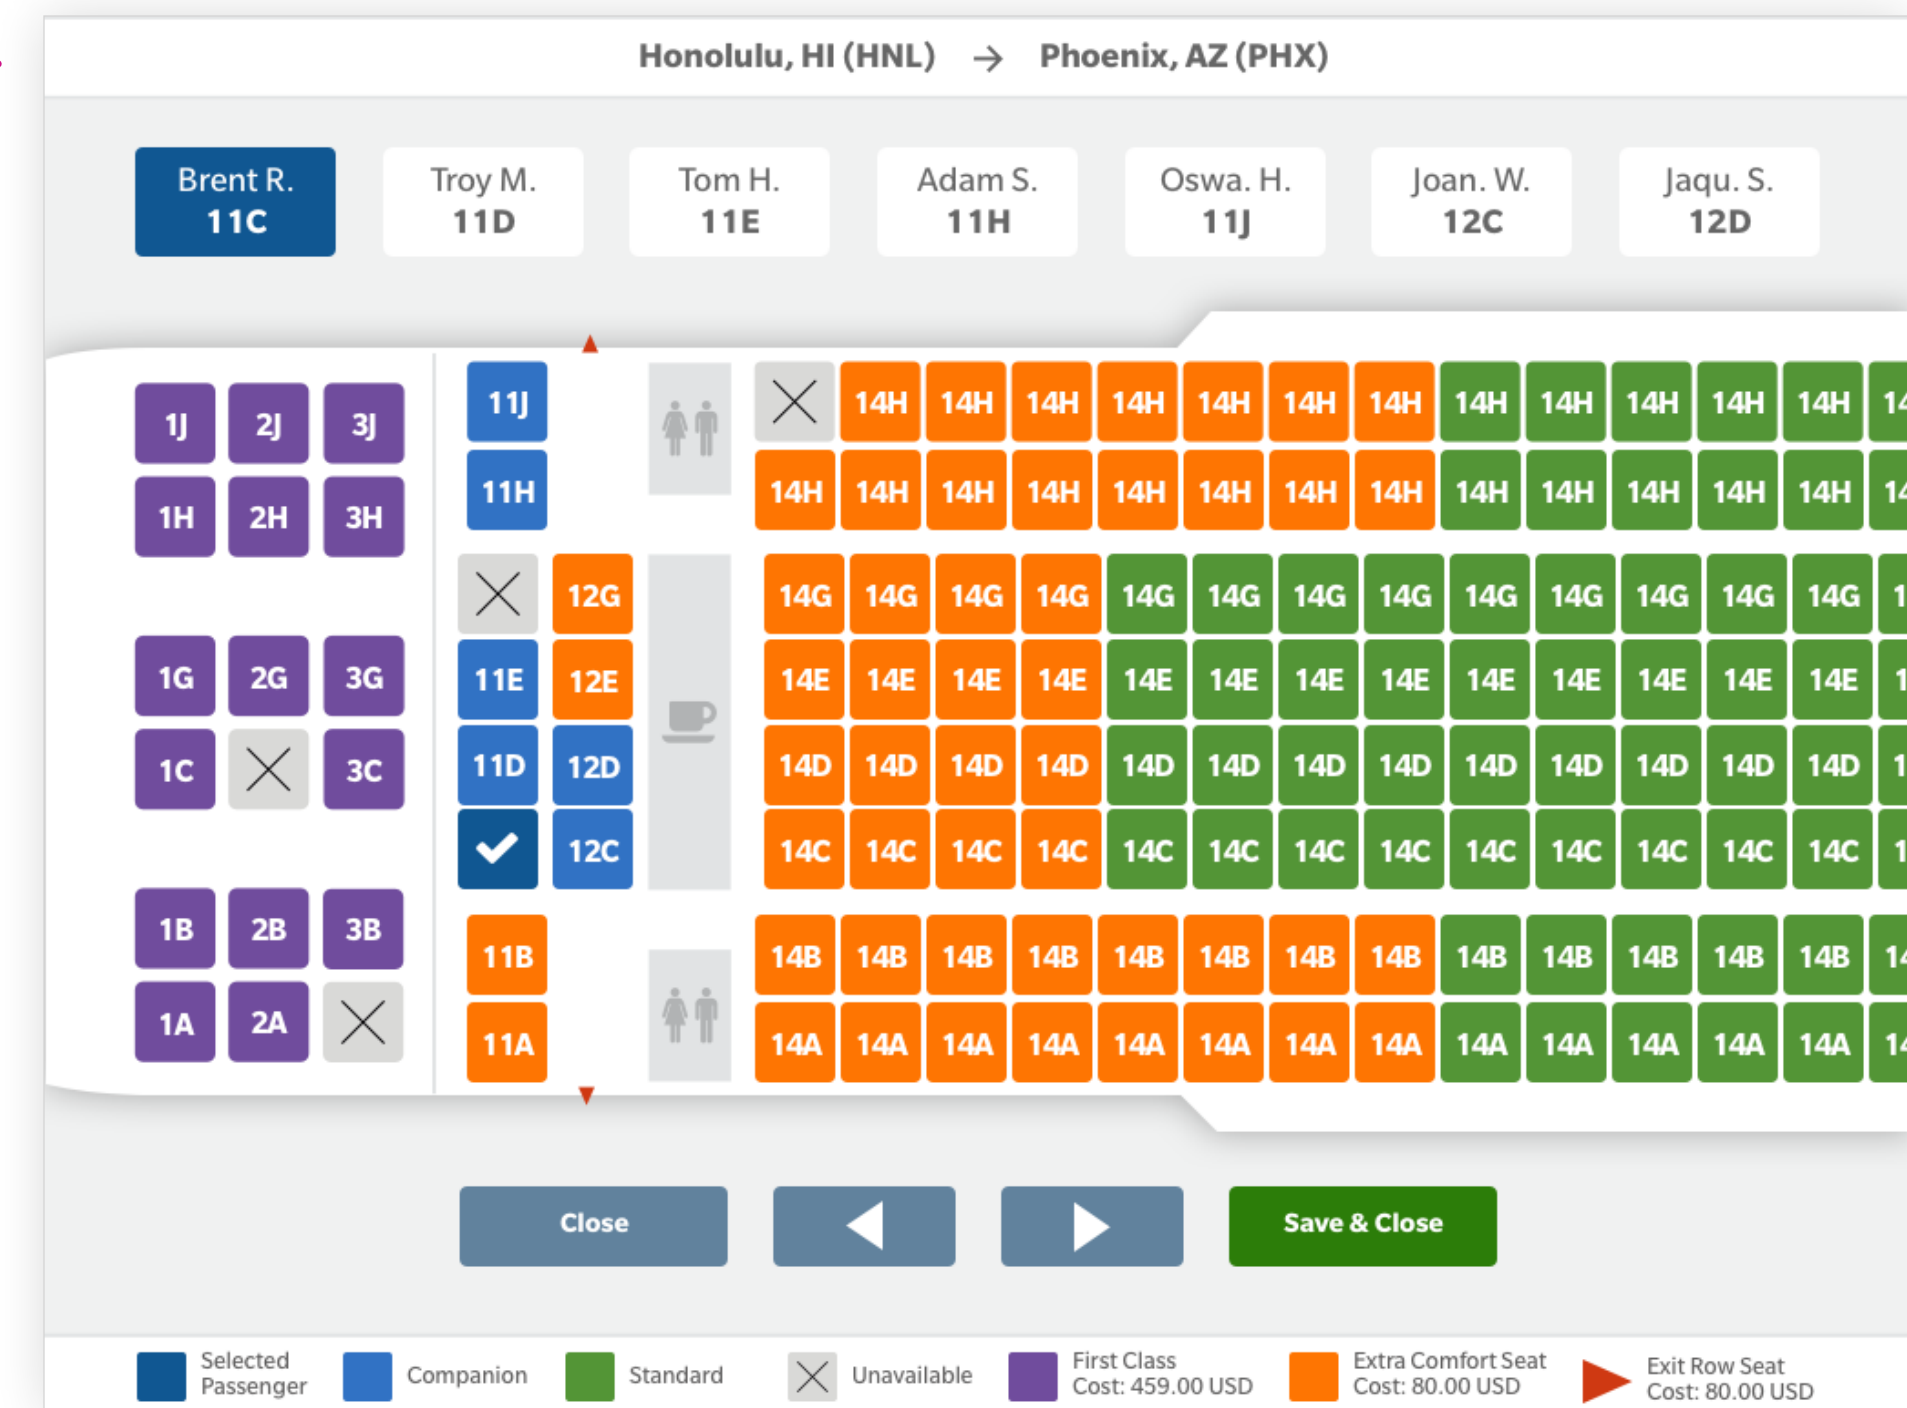 Honolulu, HI (HNL) → Phoenix, AZ (PHX)
Brent R. Troy M. Tom H. Adam S. Oswa. H. Joan. W. Jaqu. S.
11C 11D 11E 11H 11J 12C 12D
1J 2J 3J 11J 14H 14H 14H 14H 14H 14H 14H 14H 14H 14H 14H 14H
1H 2H 3H 11H 14H 14H 14H 14H 14H 14H 14H 14H 14H 14H 14H 14H 14H
12G 14G 14G 14G 14G 14G 14G 14G 14G 14G 14G 14G 14G 14G
1G 2G 3G 11E 12E 14E 14E 14E 14E 14E 14E 14E 14E 14E 14E 14E 14E 14E
1C 3C 11D 12D 14D 14D 14D 14D 14D 14D 14D 14D 14D 14D 14D 14D 14D
12C 14C 14C 14C 14C 14C 14C 14C 14C 14C 14C 14C 14C 14C
1B 2B 3B 11B 14B 14B 14B 14B 14B 14B 14B 14B 14B 14B 14B 14B 14B
1A 2A 11A 14A 14A 14A 14A 14A 14A 14A 14A 14A 14A 14A 14A 14A
Close Save & Close
Selected
Passenger
Companion
Standard
Unavailable
First Class
Cost: 459.00 USD
Extra Comfort Seat
Cost: 80.00 USD
Exit Row Seat
Cost: 80.00 USD